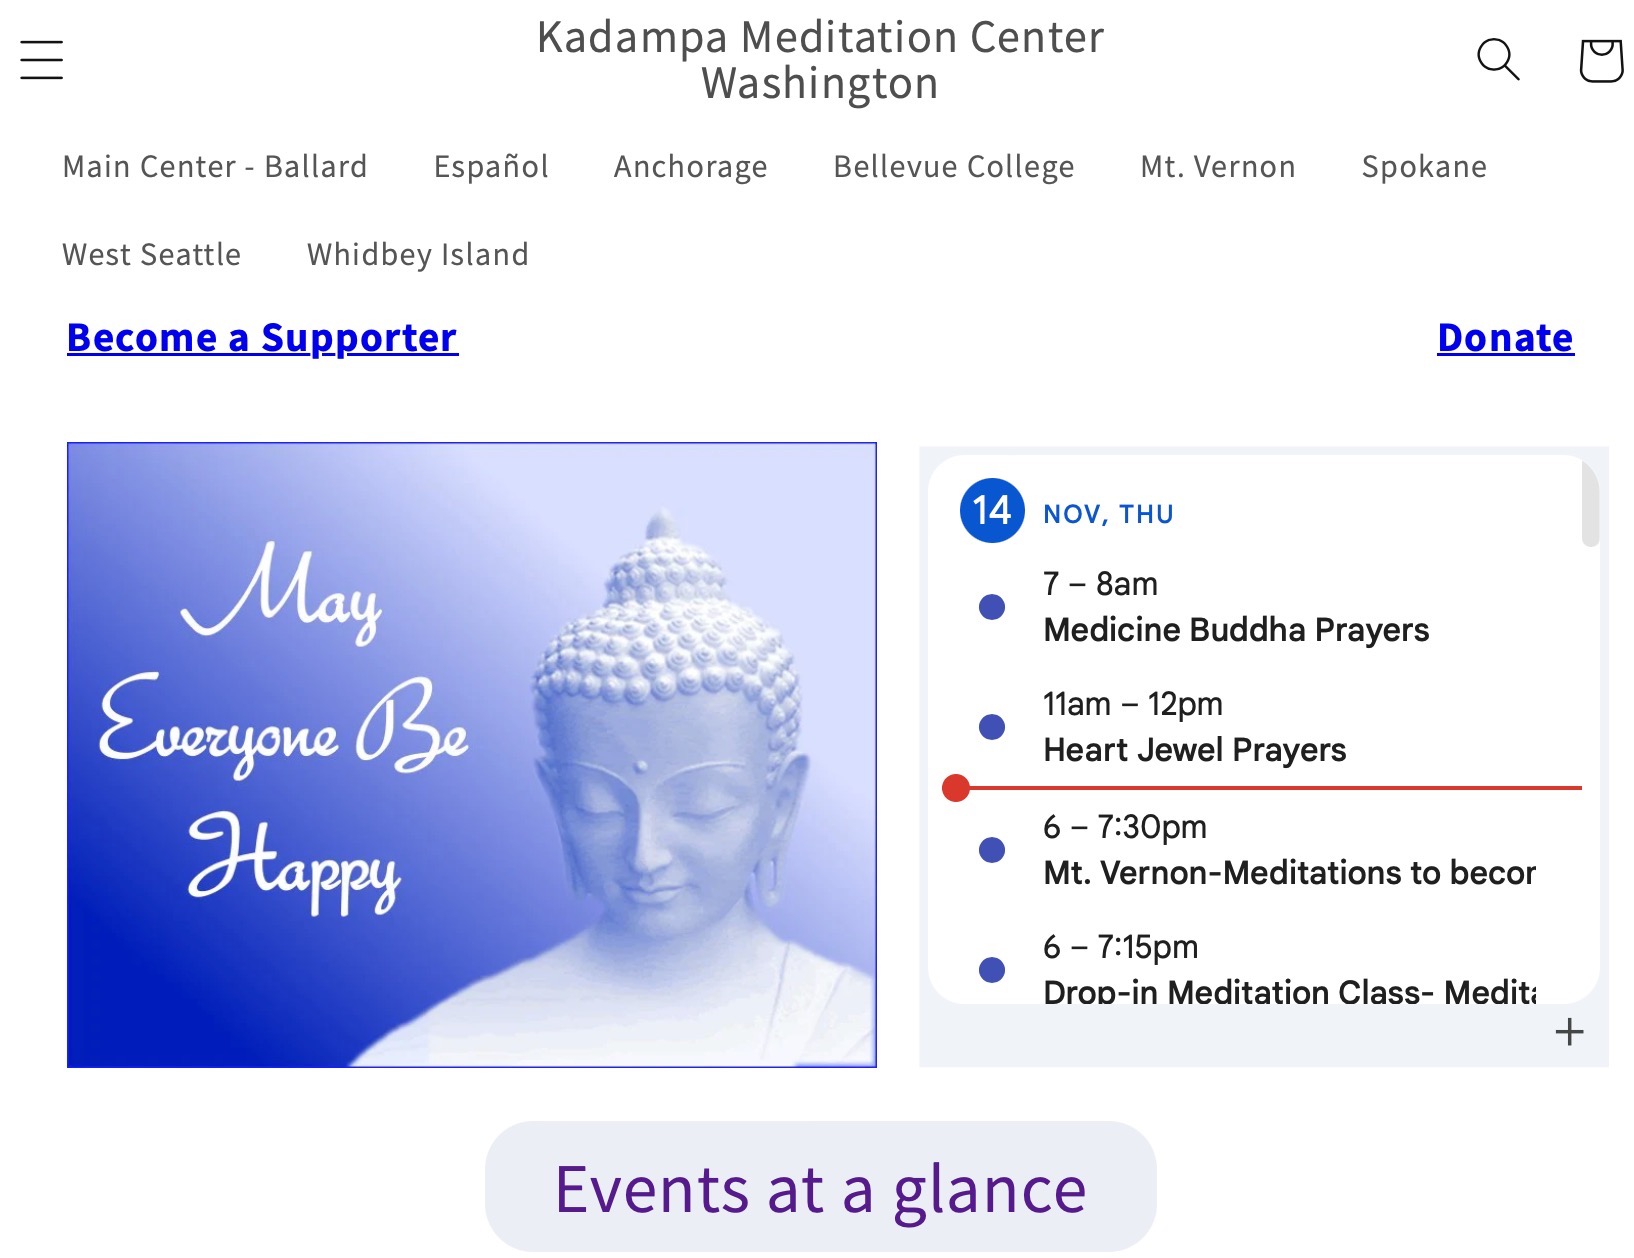 Kadampa Meditation Center
Washington
Main Center - Ballard Español Anchorage Bellevue College Mt. Vernon Spokane
West Seattle Whidbey Island
Become a Supporter Donate
May
Everyone Be
Happy
14 NOV, THU
7 – 8am
Medicine Buddha Prayers
11am – 12pm
Heart Jewel Prayers
6 – 7:30pm
Mt. Vernon-Meditations to becor
6 – 7:15pm
Drop-in Meditation Class- Medita
Events at a glance